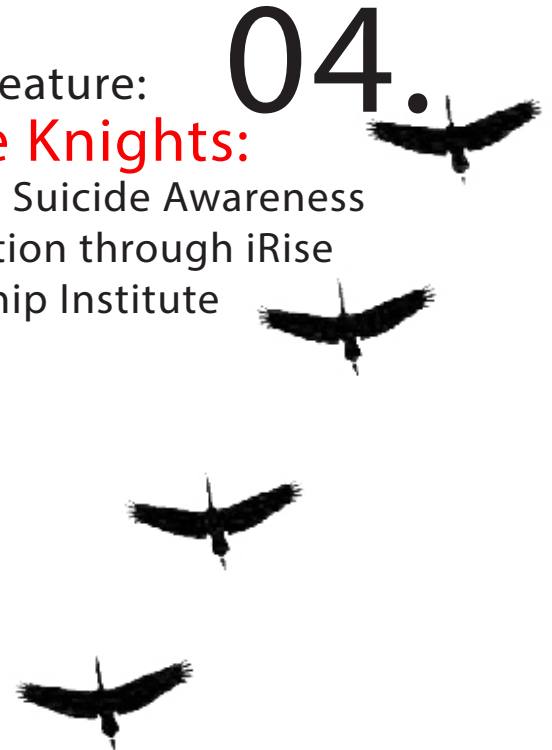 04.
eature:
e Knights:
Suicide Awareness
tion through iRise
hip Institute